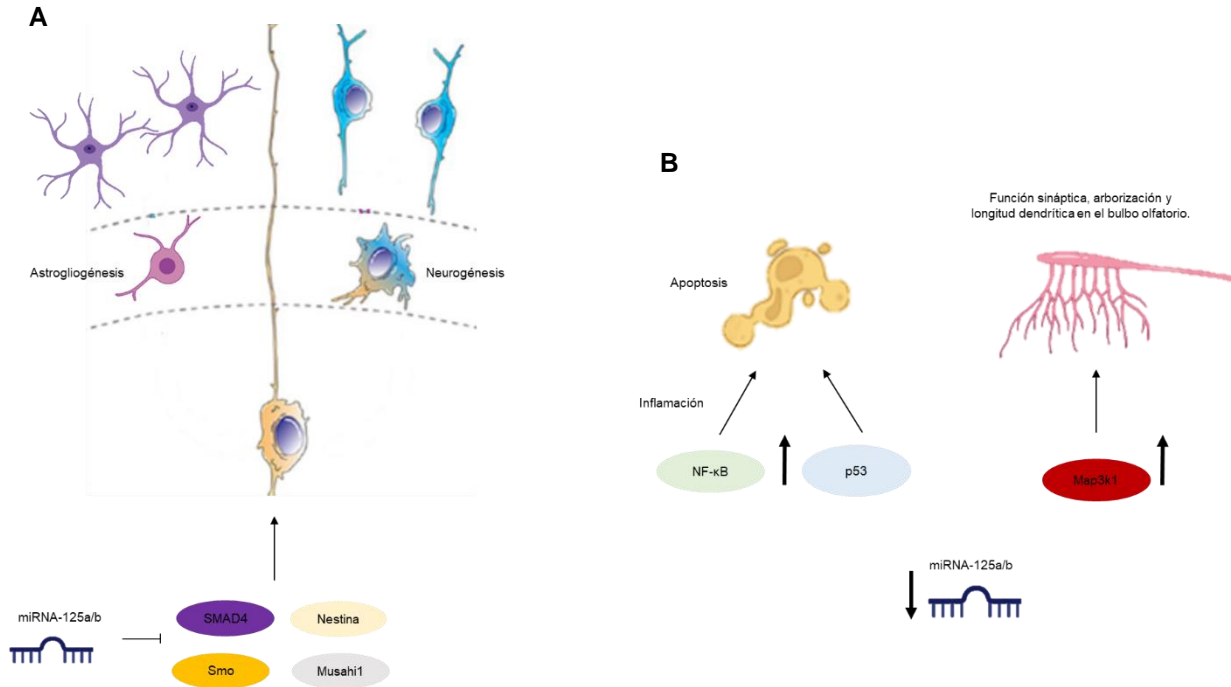 A
Astrogliogénesis
Neurogénesis
miRNA-125a/b
SMAD4
Nestina
Smo
Musahi1
B
Función sináptica, arborización y
longitud dendrítica en el bulbo olfatorio.
Apoptosis
Inflamación
NF-κB
p53
Map3k1
miRNA-125a/b